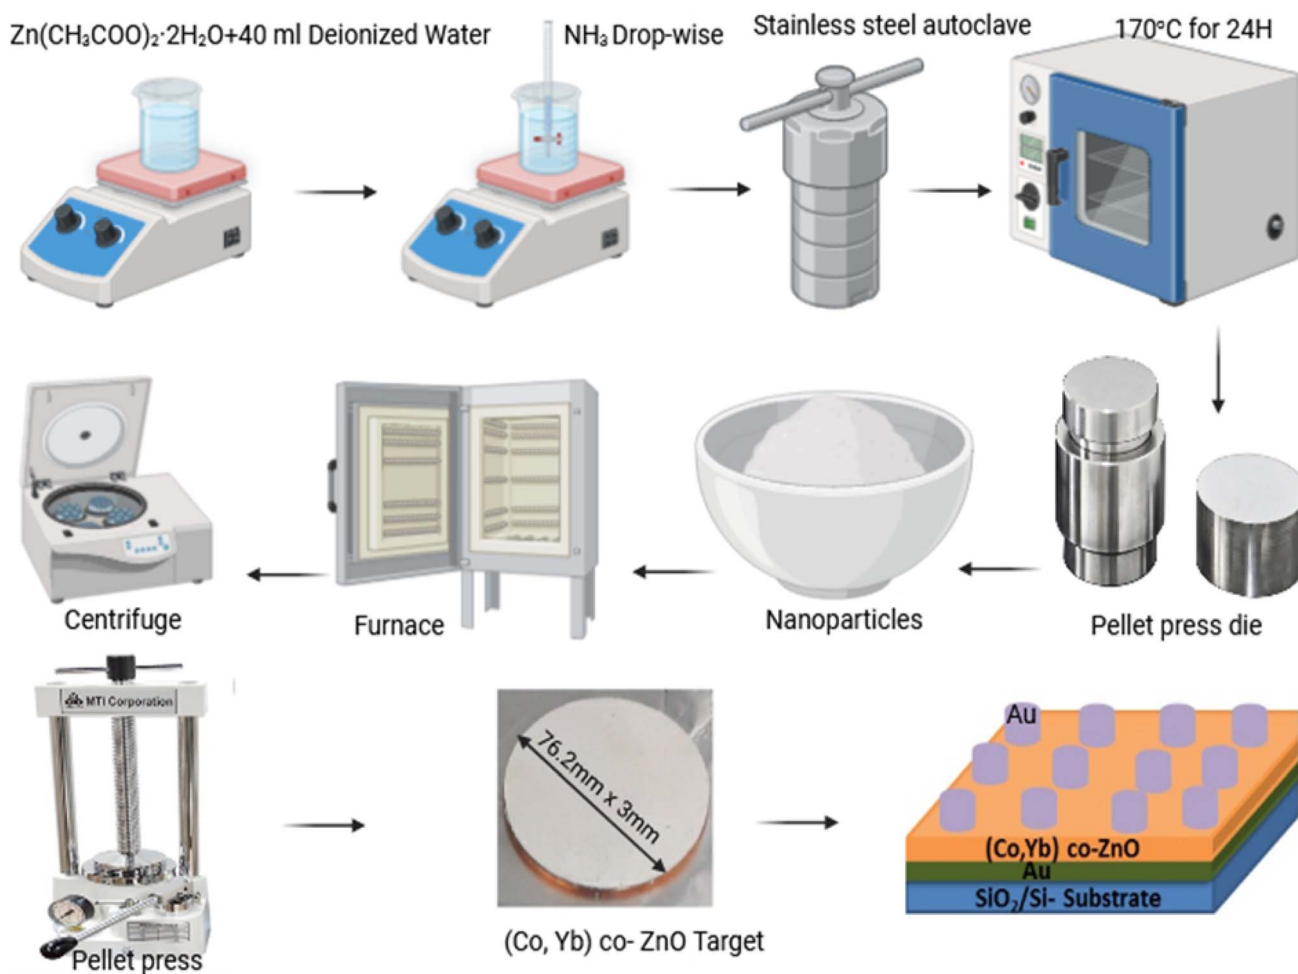 Zn(CH₃COO)₂·2H₂O+40 ml Deionized Water
NH₃ Drop-wise
Stainless steel autoclave
170°C for 24H
Centrifuge
Furnace
Nanoparticles
Pellet press die
MTI Corporation
Pellet press
76.2mm x 3mm
(Co, Yb) co- ZnO Target
Au
(Co,Yb) co-ZnO
Au
SiO₂/Si- Substrate